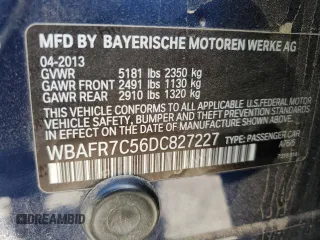 MFD BY BAYERISCHE MOTOREN WERKE AG
04-2013
GVWR 5181 lbs 2350 kg
GAWR FRONT 2491 lbs 1130 kg
GAWR REAR 2910 lbs 1320 kg
THIS VEHICLE CONFORMS TO ALL APPLICABLE FEDERAL MOTOR VEHICLE SAFETY, BUMPER, AND THEFT PREVENTION STANDARDS IN EFFECT ON THE DATE OF MANUFACTURE SHOWN ABOVE.
WBAFR7C56DC827227 TYPE: PASSENGER CAR
©AutoBidMaster